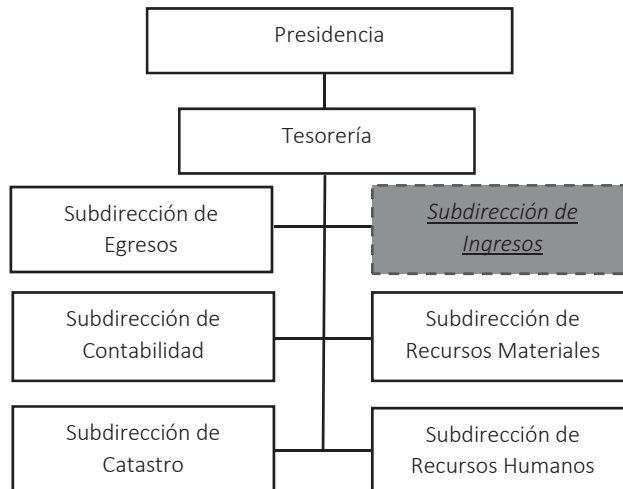 Presidencia
Tesorería
Subdirección de
Egresos
Subdirección de
Ingresos
Subdirección de
Contabilidad
Subdirección de
Recursos Materiales
Subdirección de
Catastro
Subdirección de
Recursos Humanos